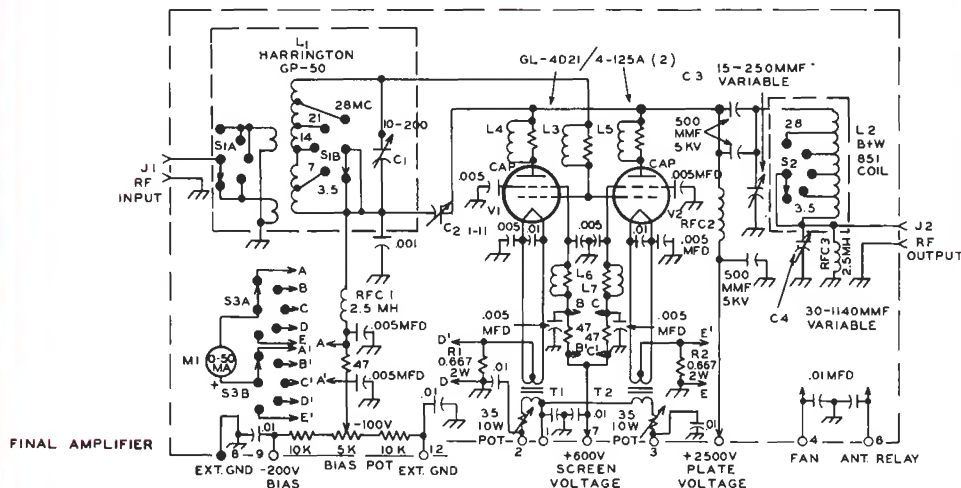 L1
HARRINGTON
GP-50
GL-4D21/4-125A (2)
C3
15-250MMF
VARIABLE
28MC
21
14
7
3.5
S1A
S1B
10-200
C1
J1
RF
INPUT
C2 1-11
.001
L4
L3
L5
CAP
CAP
.005
V1
.005MFD
V2
500
MMF
5KV
28
S2
3.5
L2
B+W
851
COIL
RFC2
.005 .01
.005
.01
.005
MFD
RFC3
2.5MH
J2
RF
OUTPUT
500
MMF
5KV
C4
30-1140MMF
VARIABLE
S3A
A
B
C
D
E
A'
B'
C'
D'
E'
M1
0-50
MA
+
S3B
RFC 1
2.5 MH
.005MFD
A
47
A'
.005MFD
L6
L7
B C
.005
MFD
47 47
B' C'
.005
MFD
D'
R1
0.667
2W
D
.01
E'
R2
0.667
2W
E
T1
T2
35
10W
POT
.01
35
10W
POT
.01
.01MFD
FINAL AMPLIFIER
.01
-100V
.01
10K 5K 10K
BIAS POT
8 9 12 2 1 7 3 4 6
EXT. GND
-200V
BIAS
EXT. GND
+600V
SCREEN
VOLTAGE
+2500V
PLATE
VOLTAGE
FAN
ANT. RELAY